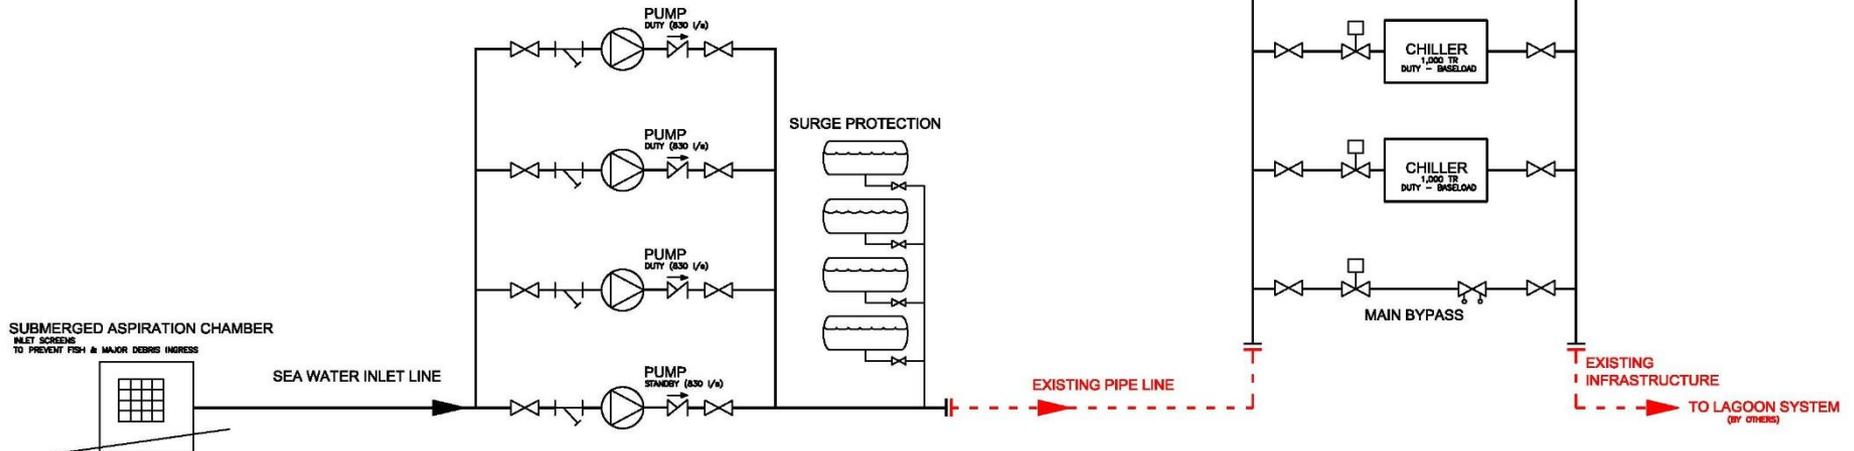 PUMP
DUTY (830 l/s)
CHILLER
1,000 TR
DUTY - BASELOAD
SURGE PROTECTION
PUMP
DUTY (830 l/s)
CHILLER
1,000 TR
DUTY - BASELOAD
PUMP
DUTY (830 l/s)
MAIN BYPASS
SUBMERGED ASPIRATION CHAMBER
INLET SCREENS
TO PREVENT FISH & MAJOR DEBRIS INGRESS
SEA WATER INLET LINE
PUMP
STANDBY (830 l/s)
EXISTING PIPE LINE
EXISTING
INFRASTRUCTURE
TO LAGOON SYSTEM
(BY OTHERS)